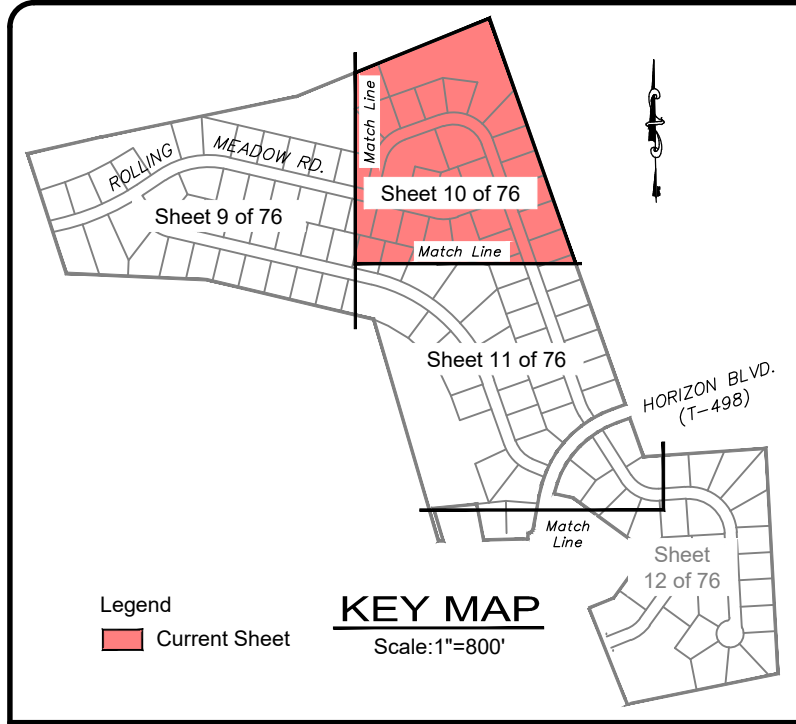 Match Line
ROLLING
MEADOW RD.
Sheet 10 of 76
Sheet 9 of 76
Match Line
Sheet 11 of 76
HORIZON BLVD.
(T-498)
Match
Line
Sheet
12 of 76
Legend
Current Sheet
KEY MAP
Scale:1"=800'